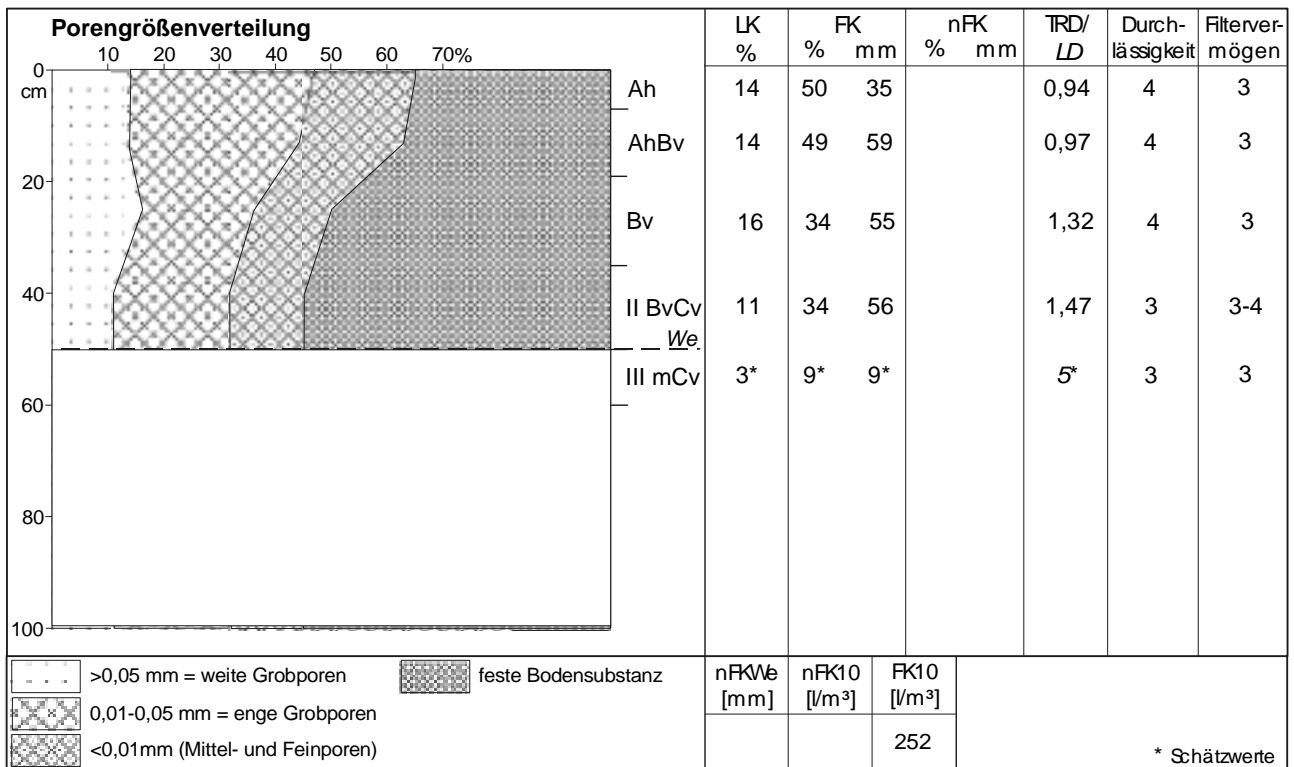 Porengrößenverteilung
10 20 30 40 50 60 70%
0
cm
20
40
60
80
100
LK FK nFK TRD/ Durch- Filterver-
% % mm % mm LD lässigkeit mögen
Ah 14 50 35 0,94 4 3
AhBv 14 49 59 0,97 4 3
Bv 16 34 55 1,32 4 3
II BvCv 11 34 56 1,47 3 3-4
We
III mCv 3* 9* 9* 5* 3 3
>0,05 mm = weite Grobporen
0,01-0,05 mm = enge Grobporen
<0,01mm (Mittel- und Feinporen)
feste Bodensubstanz
nFKWe nFK10 FK10
[mm] [l/m³] [l/m³]
252
* Schätzwerte